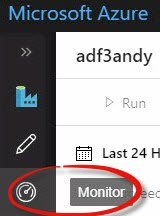 Microsoft Azure
»
adf3andy
Run
Last 24 H
Monitor